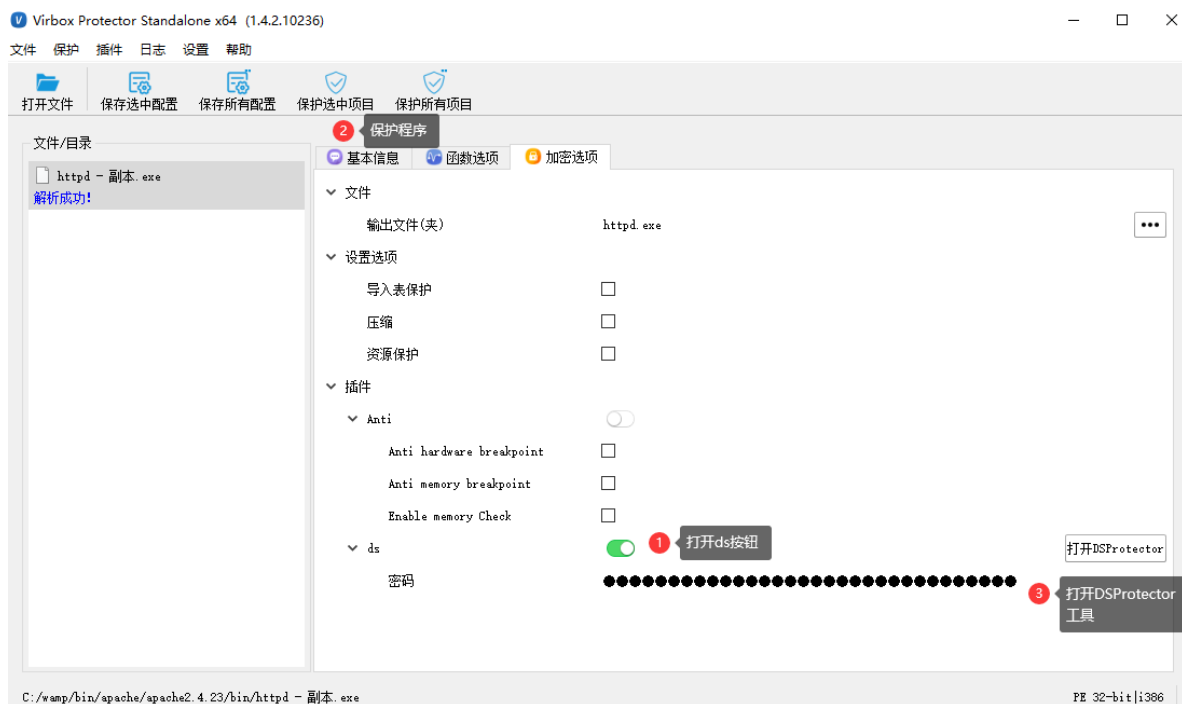 Virbox Protector Standalone x64 (1.4.2.10236)
文件 保护 插件 日志 设置 帮助
打开文件 保存选中配置 保存所有配置 保护选中项目 保护所有项目
2 保护程序
文件/目录
基本信息 函数选项 加密选项
httpd - 副本.exe
解析成功!
文件
输出文件(夹) httpd.exe
设置选项
导入表保护
压缩
资源保护
插件
Anti
Anti hardware breakpoint
Anti memory breakpoint
Enable memory Check
ds 1 打开ds按钮 打开DSProtector
密码
3 打开DSProtector
工具
C:/wamp/bin/apache/apache2.4.23/bin/httpd - 副本.exe PE 32-bit|i386